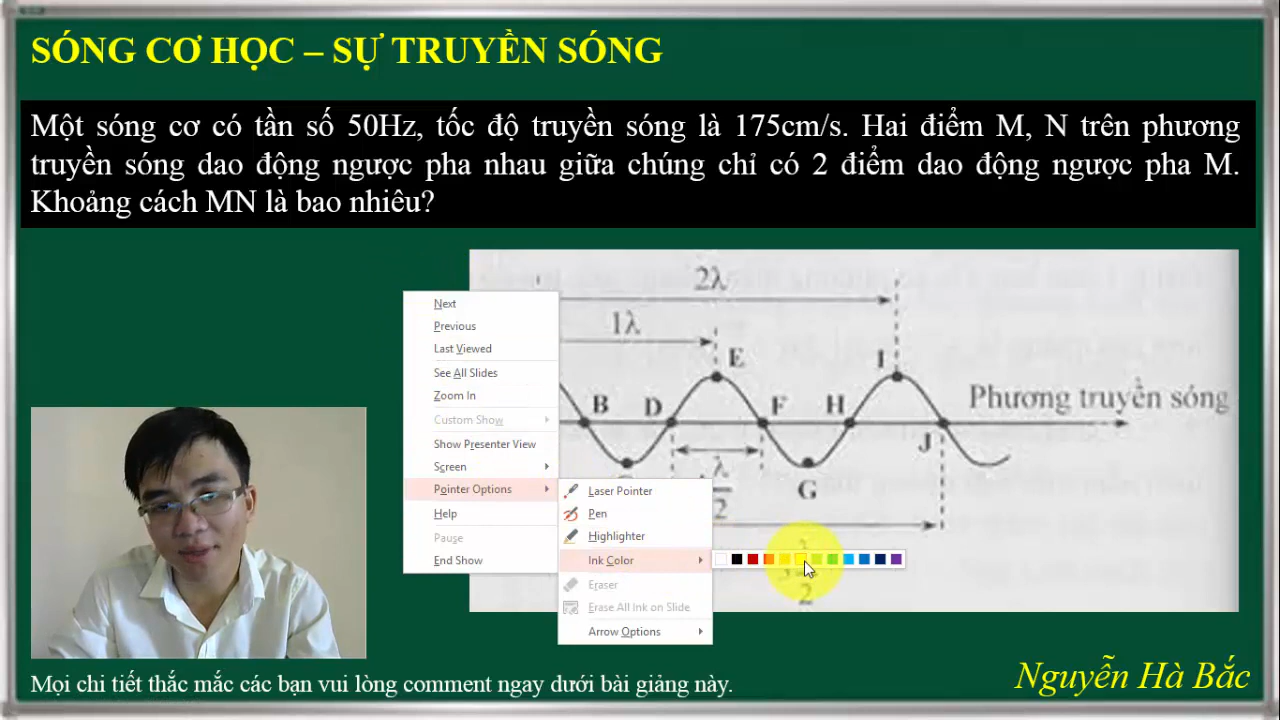 SÓNG CƠ HỌC – SỰ TRUYỀN SÓNG
Một sóng cơ có tần số 50Hz, tốc độ truyền sóng là 175cm/s. Hai điểm M, N trên phương
truyền sóng dao động ngược pha nhau giữa chúng chỉ có 2 điểm dao động ngược pha M.
Khoảng cách MN là bao nhiêu?
2λ
1λ
E
I
B
D
F
H
Phương truyền sóng
J
λ
2
G
2
Next
Previous
Last Viewed
See All Slides
Zoom In
Custom Show
Show Presenter View
Screen
Pointer Options
Help
Pause
End Show
Laser Pointer
Pen
Highlighter
Ink Color
Eraser
Erase All Ink on Slide
Arrow Options
Mọi chi tiết thắc mắc các bạn vui lòng comment ngay dưới bài giảng này.
Nguyễn Hà Bắc